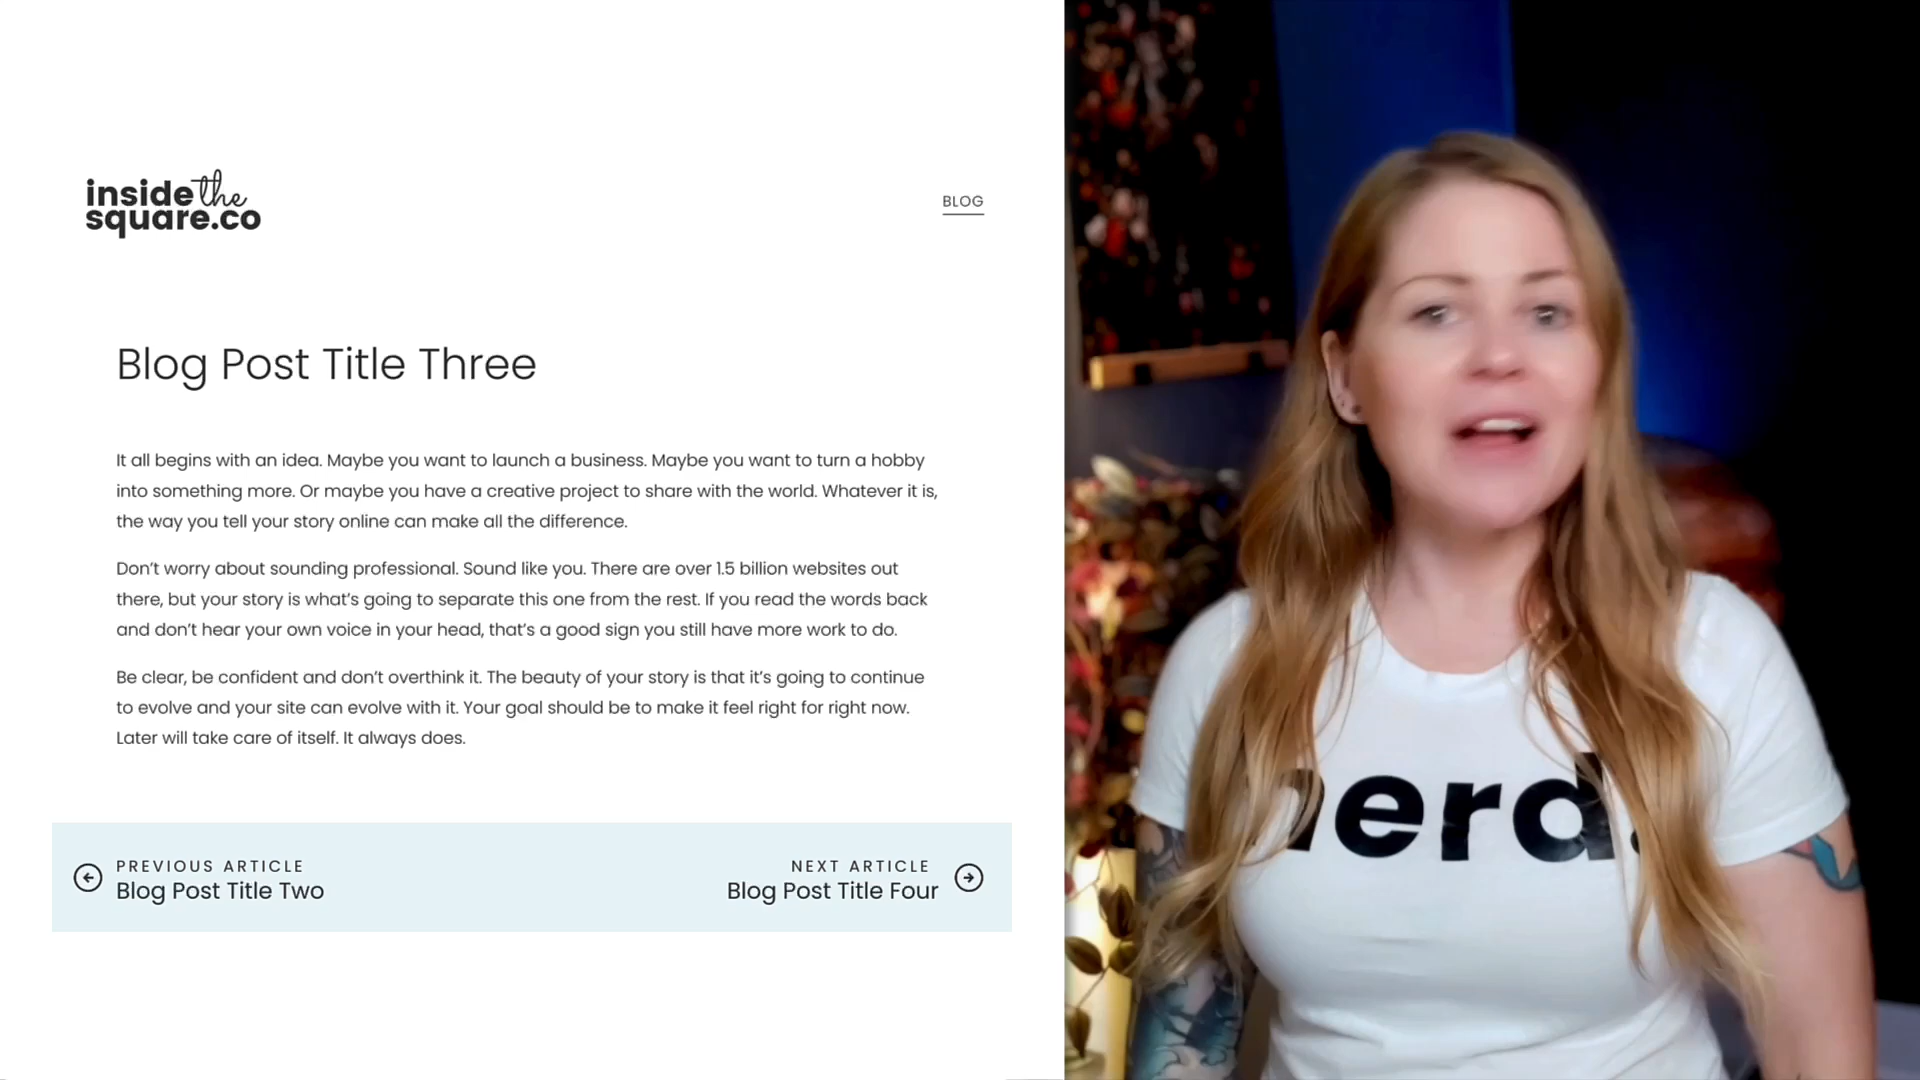 inside the
square.co
BLOG
Blog Post Title Three
It all begins with an idea. Maybe you want to launch a business. Maybe you want to turn a hobby
into something more. Or maybe you have a creative project to share with the world. Whatever it is,
the way you tell your story online can make all the difference.
Don’t worry about sounding professional. Sound like you. There are over 1.5 billion websites out
there, but your story is what’s going to separate this one from the rest. If you read the words back
and don’t hear your own voice in your head, that’s a good sign you still have more work to do.
Be clear, be confident and don’t overthink it. The beauty of your story is that it’s going to continue
to evolve and your site can evolve with it. Your goal should be to make it feel right for right now.
Later will take care of itself. It always does.
PREVIOUS ARTICLE
Blog Post Title Two
NEXT ARTICLE
Blog Post Title Four
nerd.